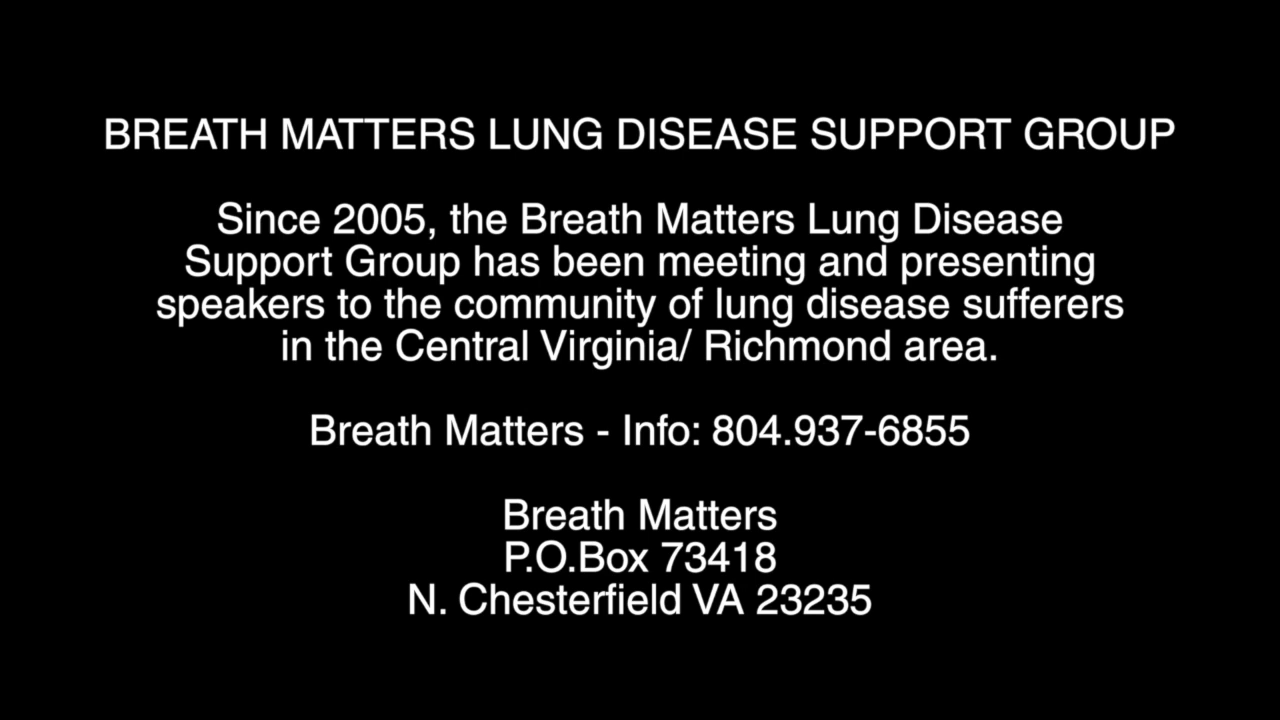 BREATH MATTERS LUNG DISEASE SUPPORT GROUP
Since 2005, the Breath Matters Lung Disease
Support Group has been meeting and presenting
speakers to the community of lung disease sufferers
in the Central Virginia/ Richmond area.
Breath Matters - Info: 804.937-6855
Breath Matters
P.O.Box 73418
N. Chesterfield VA 23235